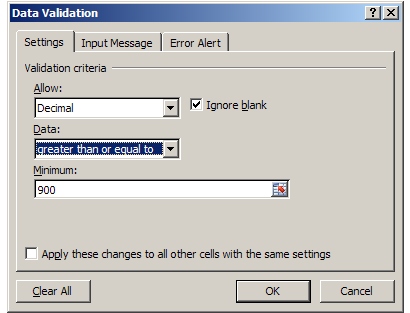 Data Validation
Settings Input Message Error Alert
Validation criteria
Allow:
Decimal Ignore blank
Data:
greater than or equal to
Minimum:
900
Apply these changes to all other cells with the same settings
Clear All OK Cancel